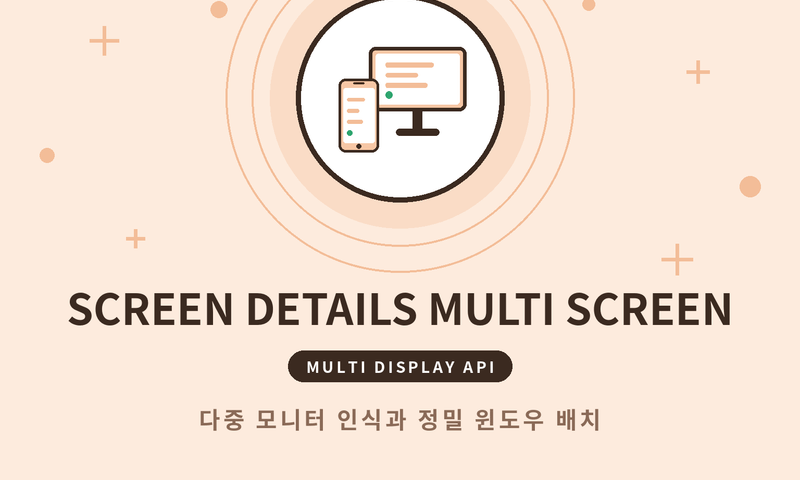 SCREEN DETAILS MULTI SCREEN
MULTI DISPLAY API
다중 모니터 인식과 정밀 윈도우 배치